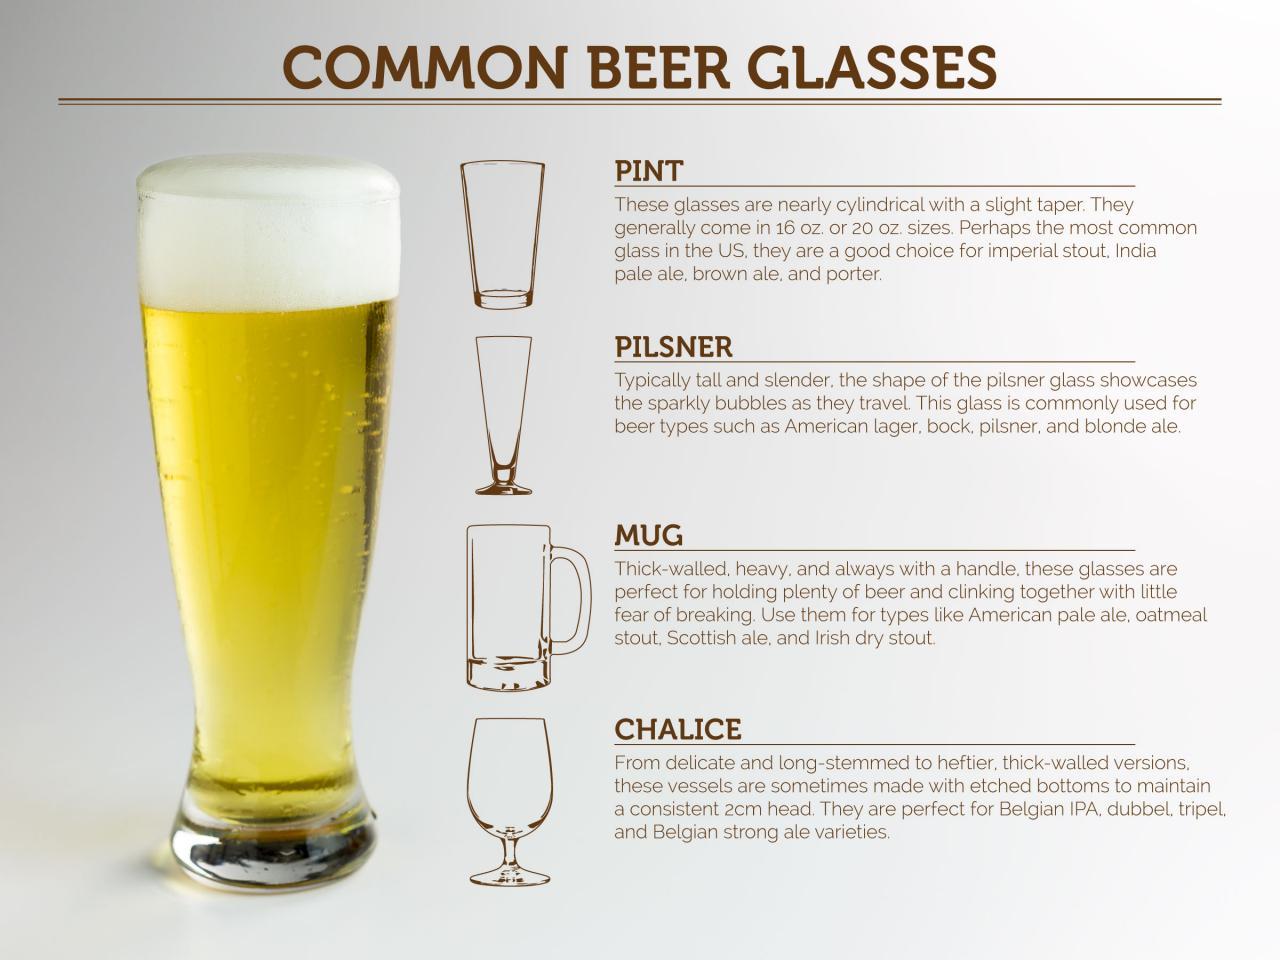 COMMON BEER GLASSES
PINT
These glasses are nearly cylindrical with a slight taper. They
generally come in 16 oz. or 20 oz. sizes. Perhaps the most common
glass in the US, they are a good choice for imperial stout, India
pale ale, brown ale, and porter.
PILSNER
Typically tall and slender, the shape of the pilsner glass showcases
the sparkly bubbles as they travel. This glass is commonly used for
beer types such as American lager, bock, pilsner, and blonde ale.
MUG
Thick-walled, heavy, and always with a handle, these glasses are
perfect for holding plenty of beer and clinking together with little
fear of breaking. Use them for types like American pale ale, oatmeal
stout, Scottish ale, and Irish dry stout.
CHALICE
From delicate and long-stemmed to heftier, thick-walled versions,
these vessels are sometimes made with etched bottoms to maintain
a consistent 2cm head. They are perfect for Belgian IPA, dubbel, tripel,
and Belgian strong ale varieties.